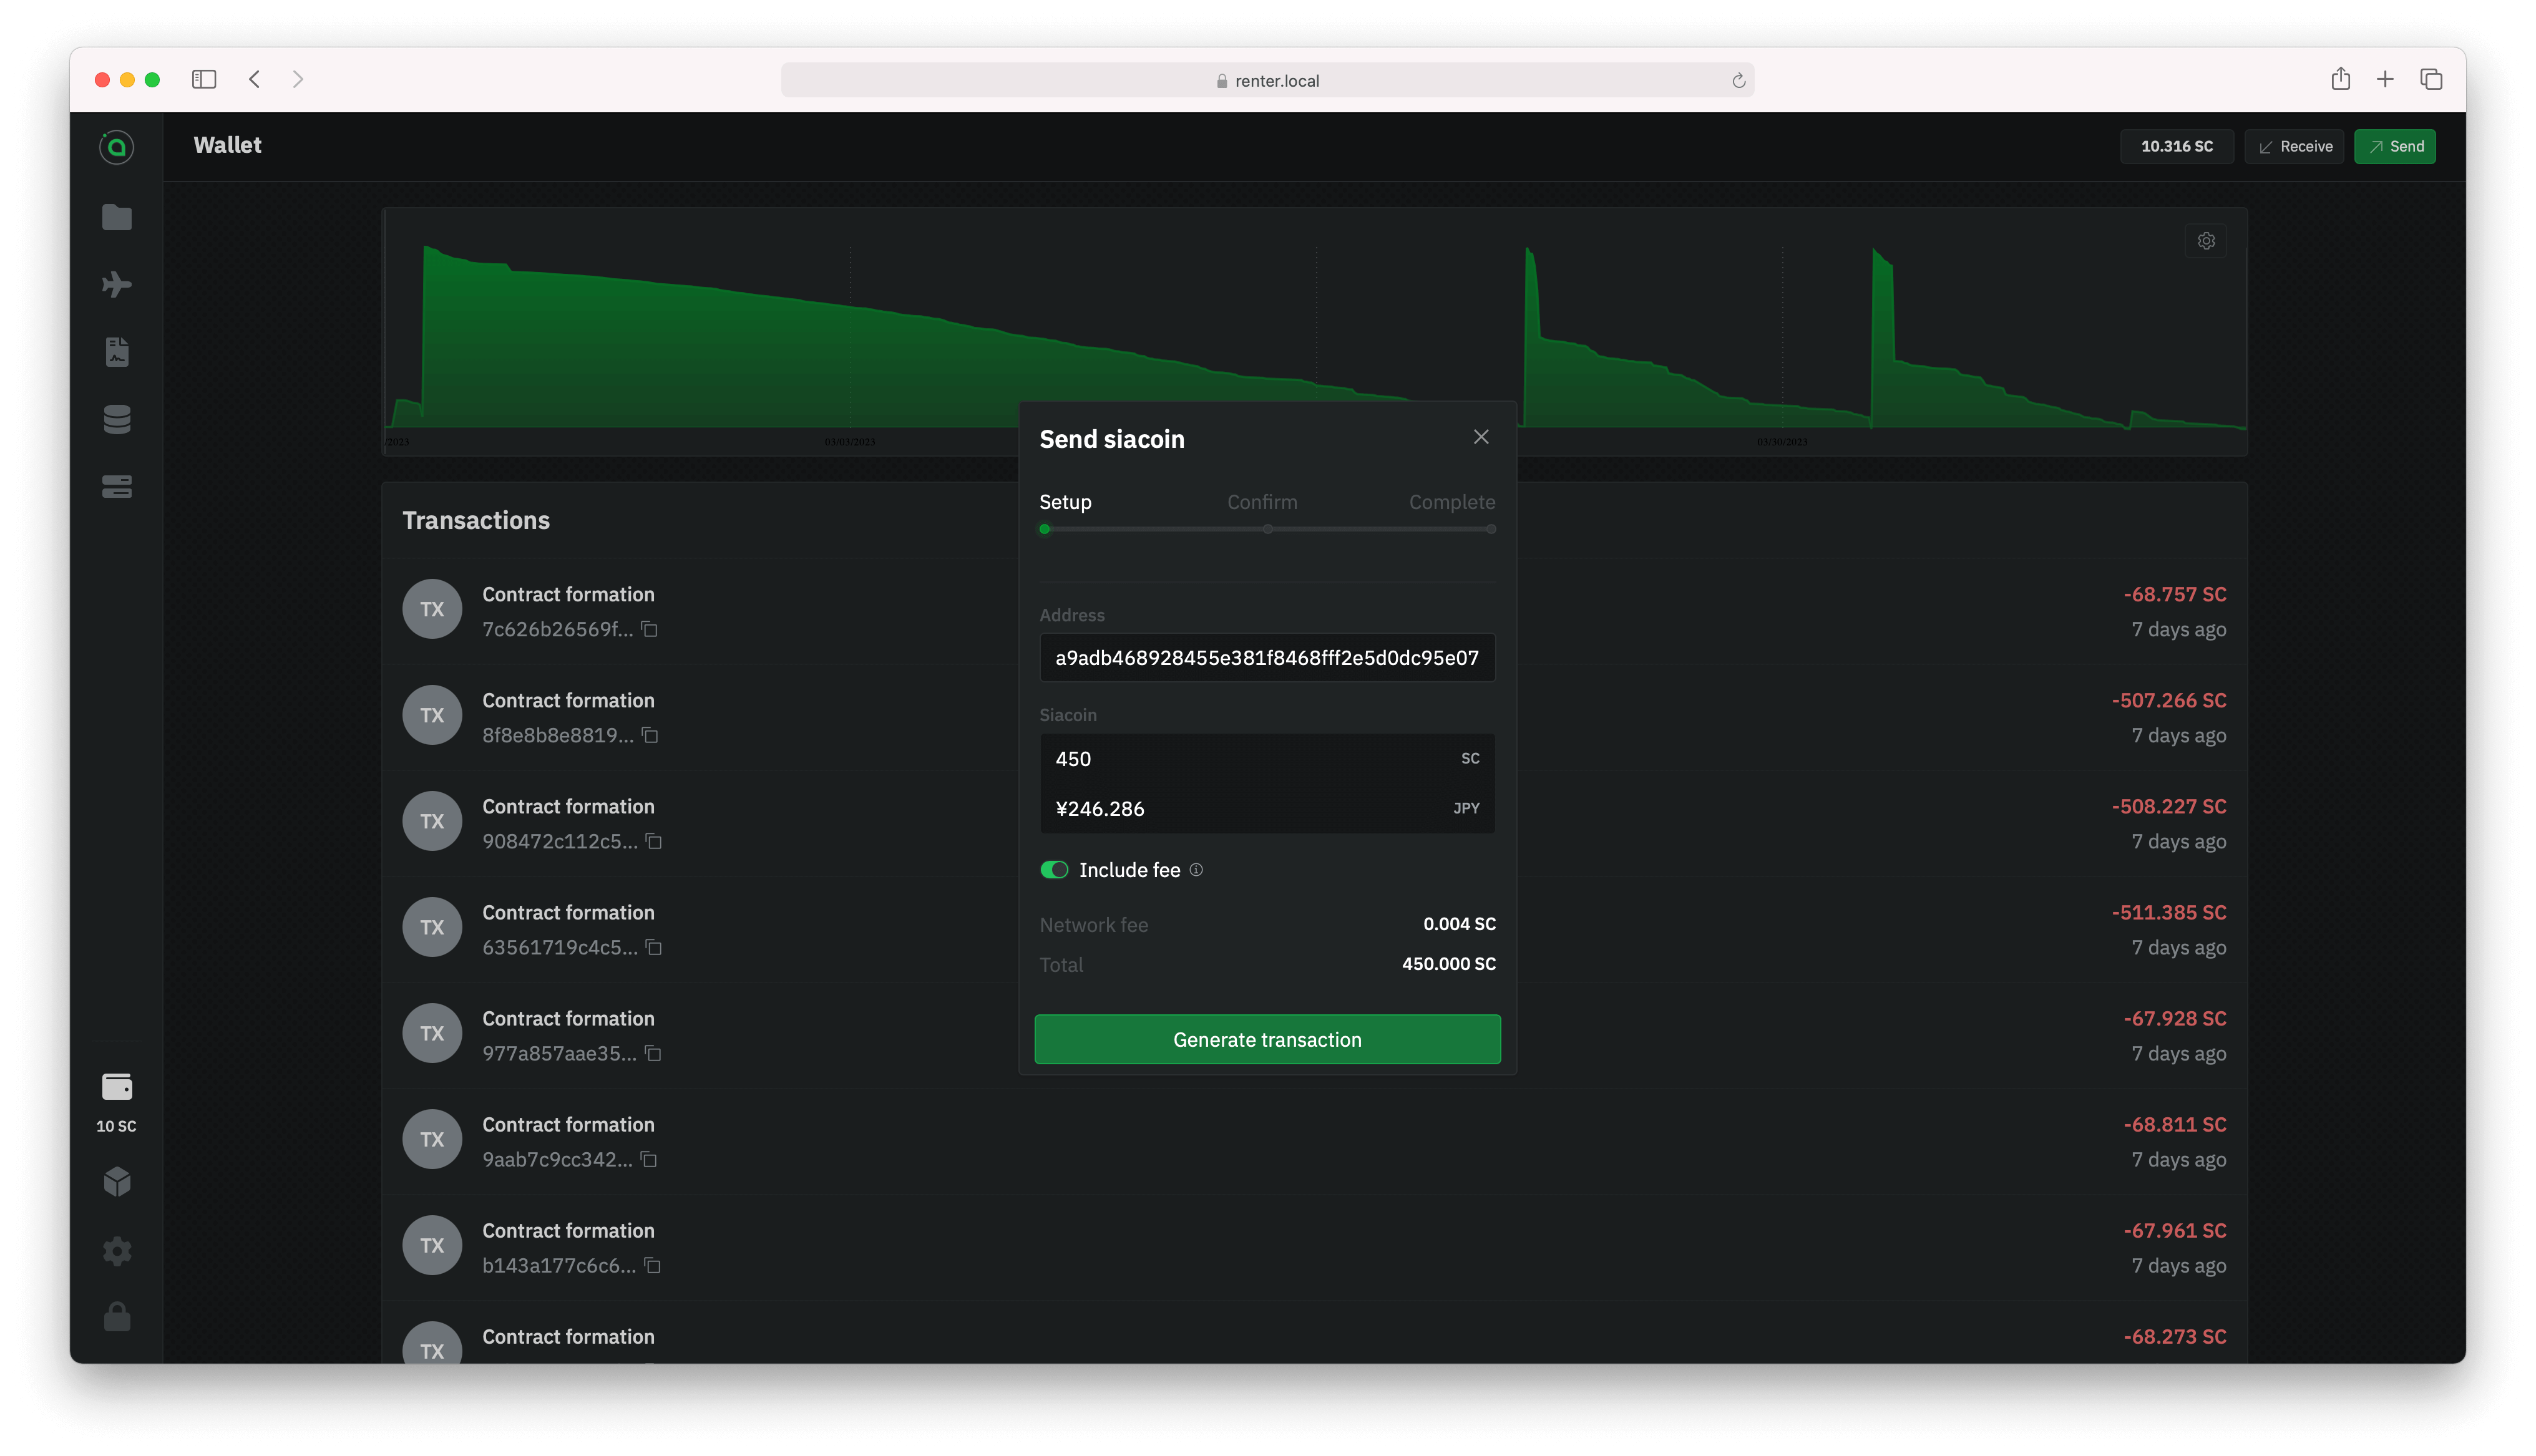 renter.local
Wallet
10.316 SC
Receive
Send
/2023
03/03/2023
03/30/2023
Transactions
Contract formation
-68.757 SC
7c626b26569f...
7 days ago
Contract formation
-507.266 SC
8f8e8b8e8819...
7 days ago
Contract formation
-508.227 SC
908472c112c5...
7 days ago
Contract formation
-511.385 SC
63561719c4c5...
7 days ago
Contract formation
-67.928 SC
977a857aae35...
7 days ago
Contract formation
-68.811 SC
9aab7c9cc342...
7 days ago
Contract formation
-67.961 SC
b143a177c6c6...
7 days ago
Contract formation
-68.273 SC
TX
TX
TX
TX
TX
TX
TX
TX
Send siacoin
Setup
Confirm
Complete
Address
a9adb468928455e381f8468fff2e5d0dc95e07
Siacoin
450 SC
¥246.286 JPY
Include fee
Network fee 0.004 SC
Total 450.000 SC
Generate transaction
10 SC